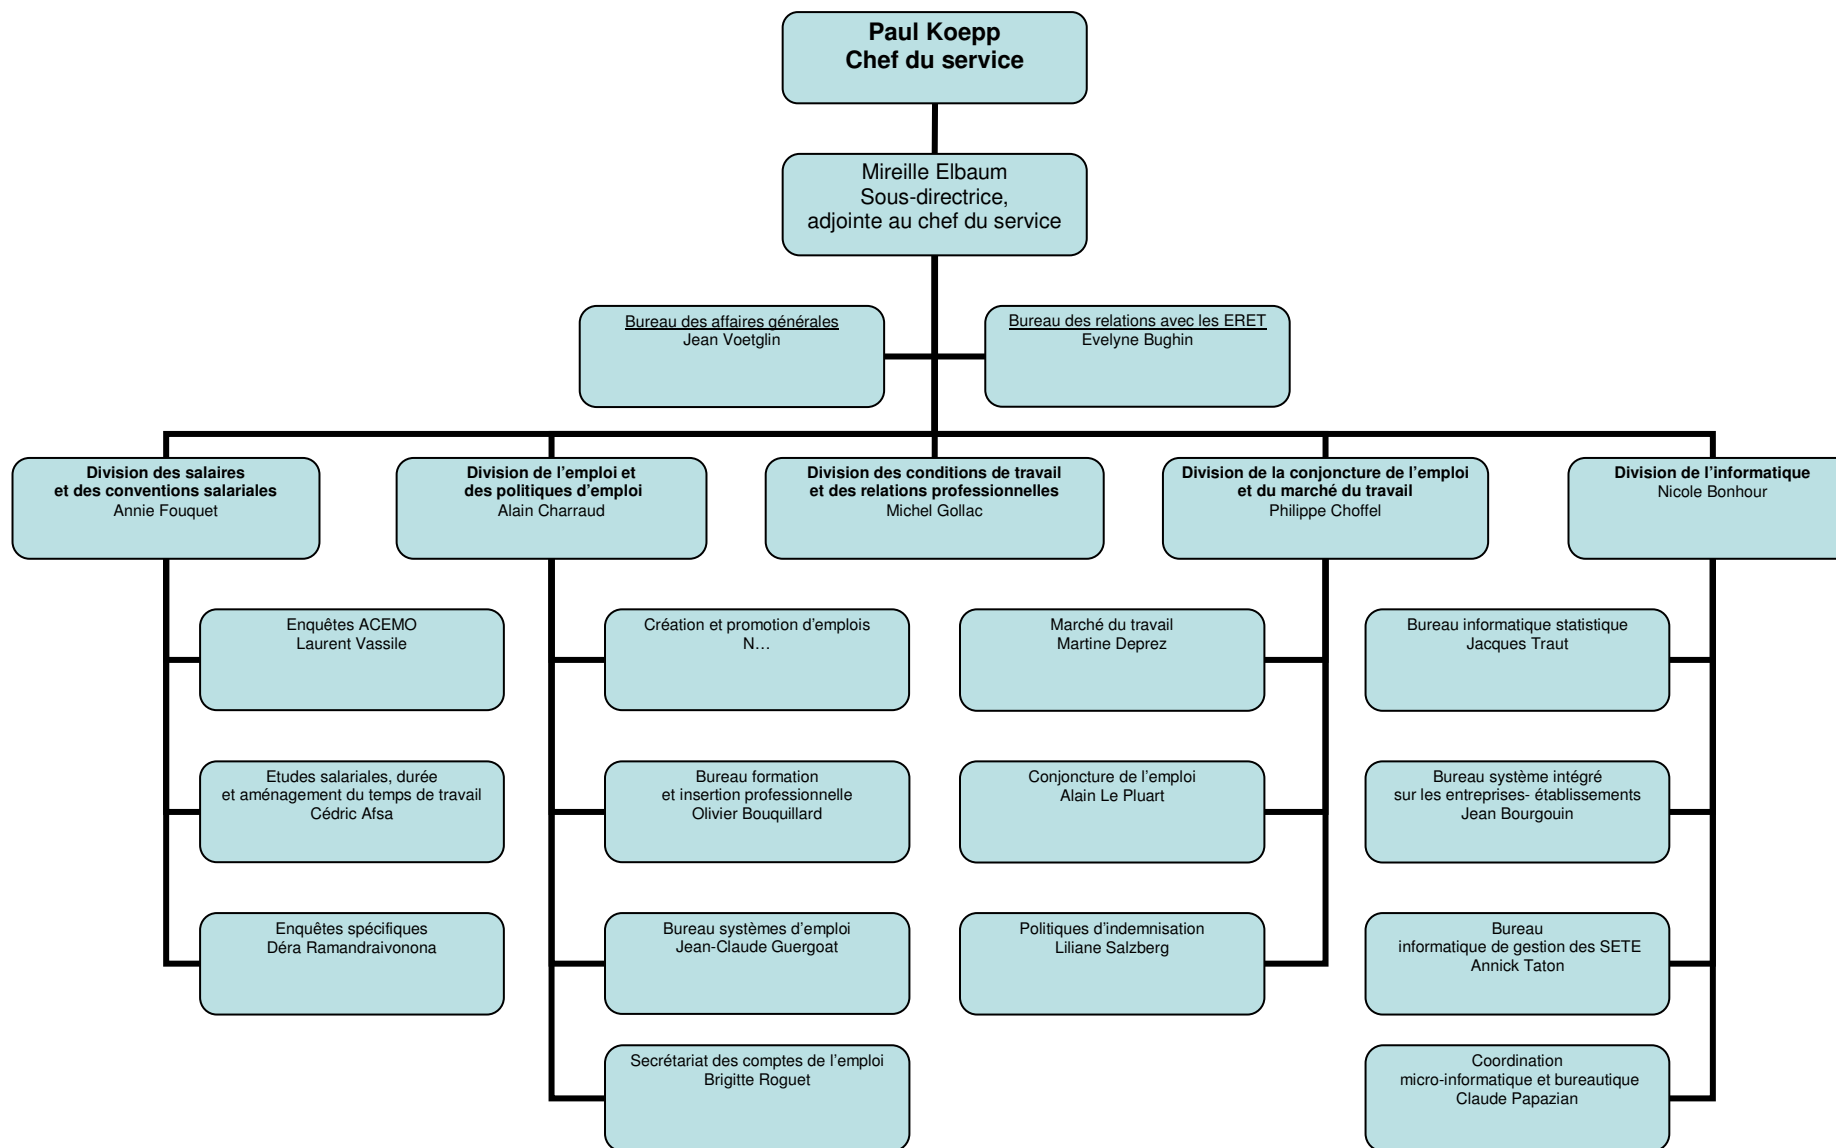 Paul Koepp
Chef du service
Mireille Elbaum
Sous-directrice,
adjointe au chef du service
Bureau des affaires générales
Jean Voetglin
Bureau des relations avec les ERET
Evelyne Bughin
Division des salaires
et des conventions salariales
Annie Fouquet
Division de l’emploi et
des politiques d’emploi
Alain Charraud
Division des conditions de travail
et des relations professionnelles
Michel Gollac
Division de la conjoncture de l’emploi
et du marché du travail
Philippe Choffel
Division de l’informatique
Nicole Bonhour
Enquêtes ACEMO
Laurent Vassile
Création et promotion d’emplois
N…
Marché du travail
Martine Deprez
Bureau informatique statistique
Jacques Traut
Etudes salariales, durée
et aménagement du temps de travail
Cédric Afsa
Bureau formation
et insertion professionnelle
Olivier Bouquillard
Conjoncture de l’emploi
Alain Le Pluart
Bureau système intégré
sur les entreprises- établissements
Jean Bourgouin
Enquêtes spécifiques
Déra Ramandraivonona
Bureau systèmes d’emploi
Jean-Claude Guergoat
Politiques d’indemnisation
Liliane Salzberg
Bureau
informatique de gestion des SETE
Annick Taton
Secrétariat des comptes de l’emploi
Brigitte Roguet
Coordination
micro-informatique et bureautique
Claude Papazian